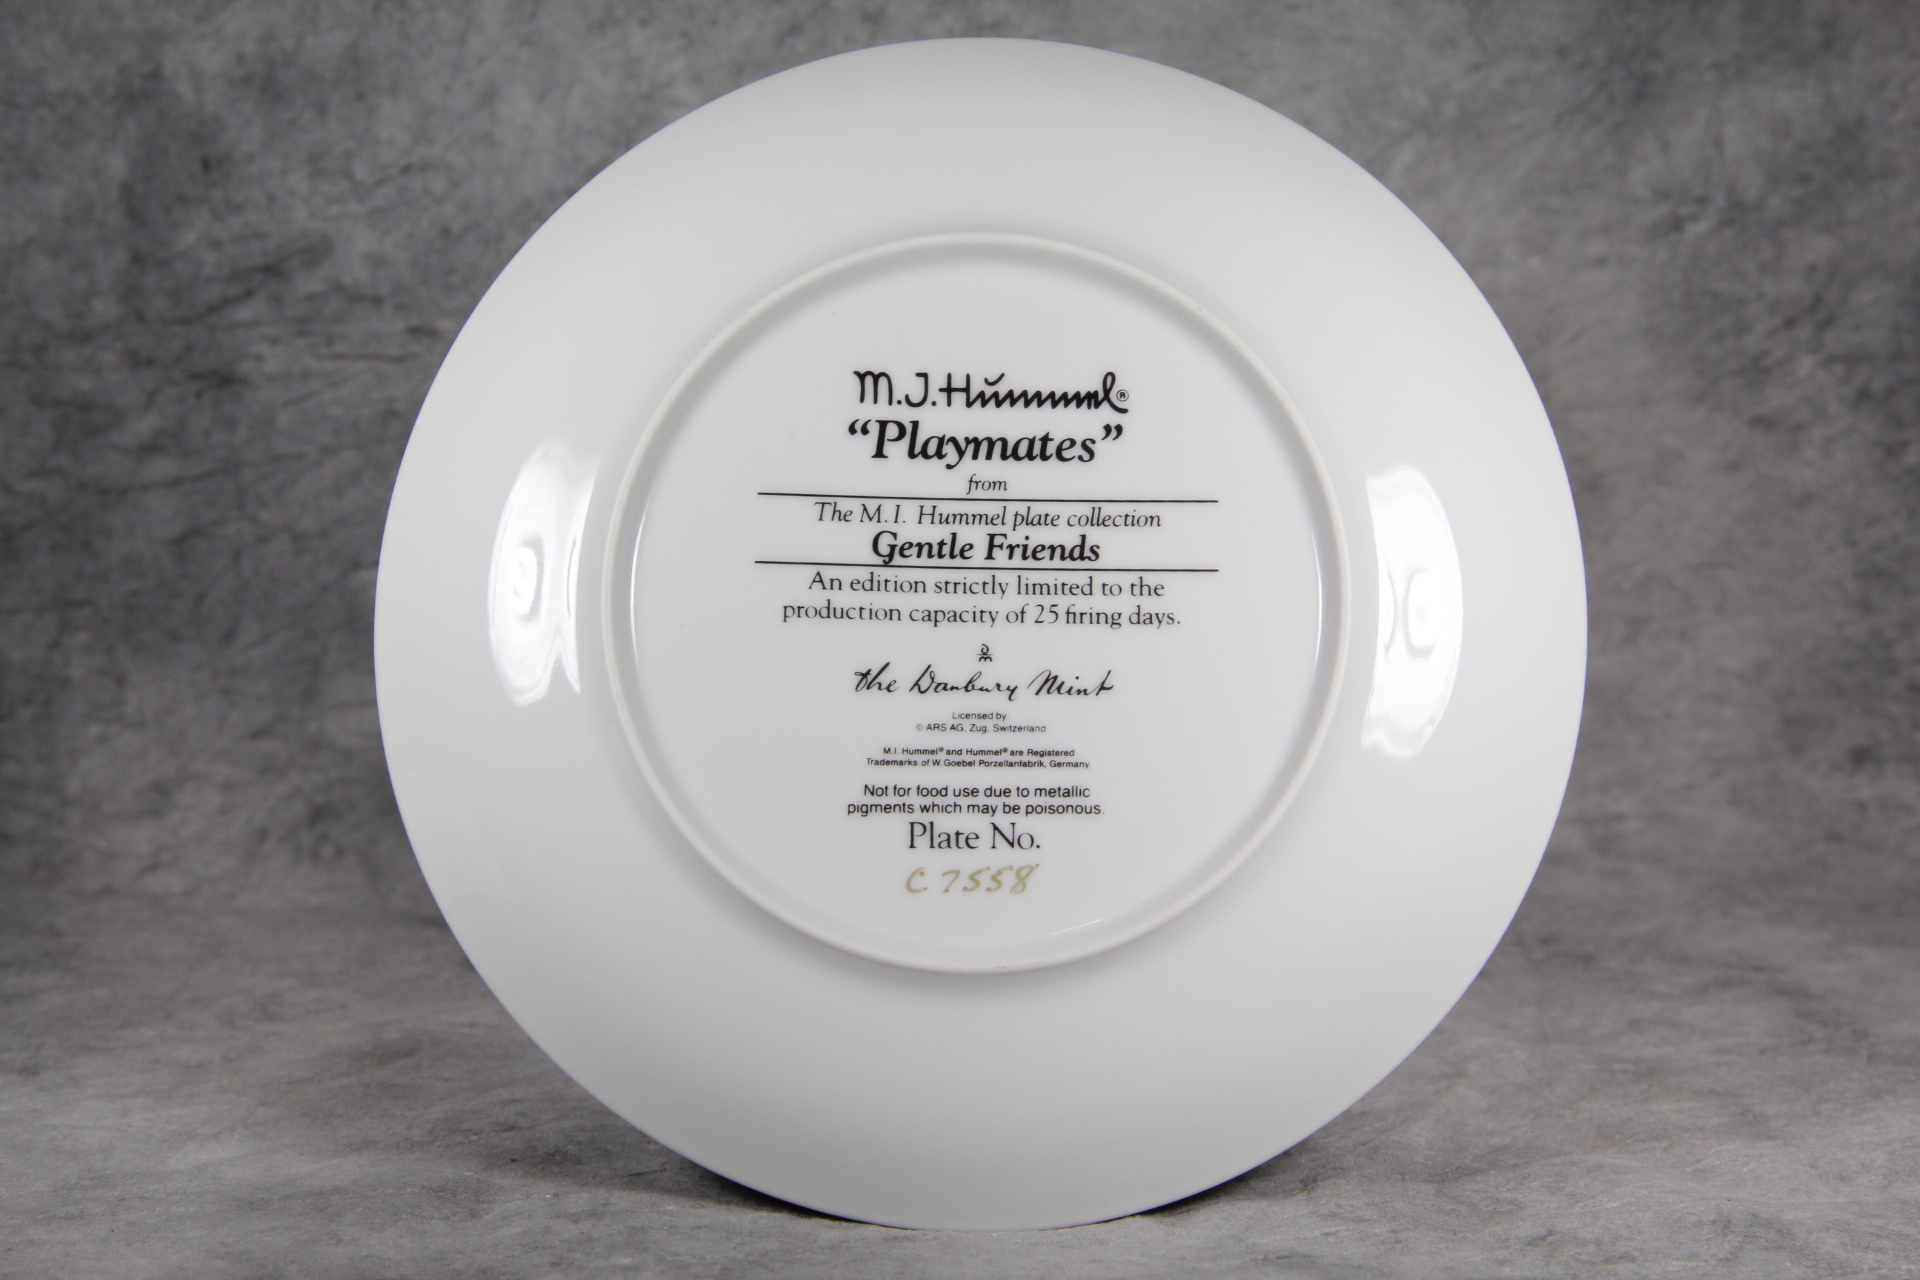 M.J.Hummel®
“Playmates”
from
The M. I. Hummel plate collection
Gentle Friends
An edition strictly limited to the
production capacity of 25 firing days.
the Danbury Mint
Licensed by
© ARS AG, Zug, Switzerland
M.I. Hummel® and Hummel® are Registered
Trademarks of W. Goebel Porzellanfabrik, Germany
Not for food use due to metallic
pigments which may be poisonous.
Plate No.
C 7558